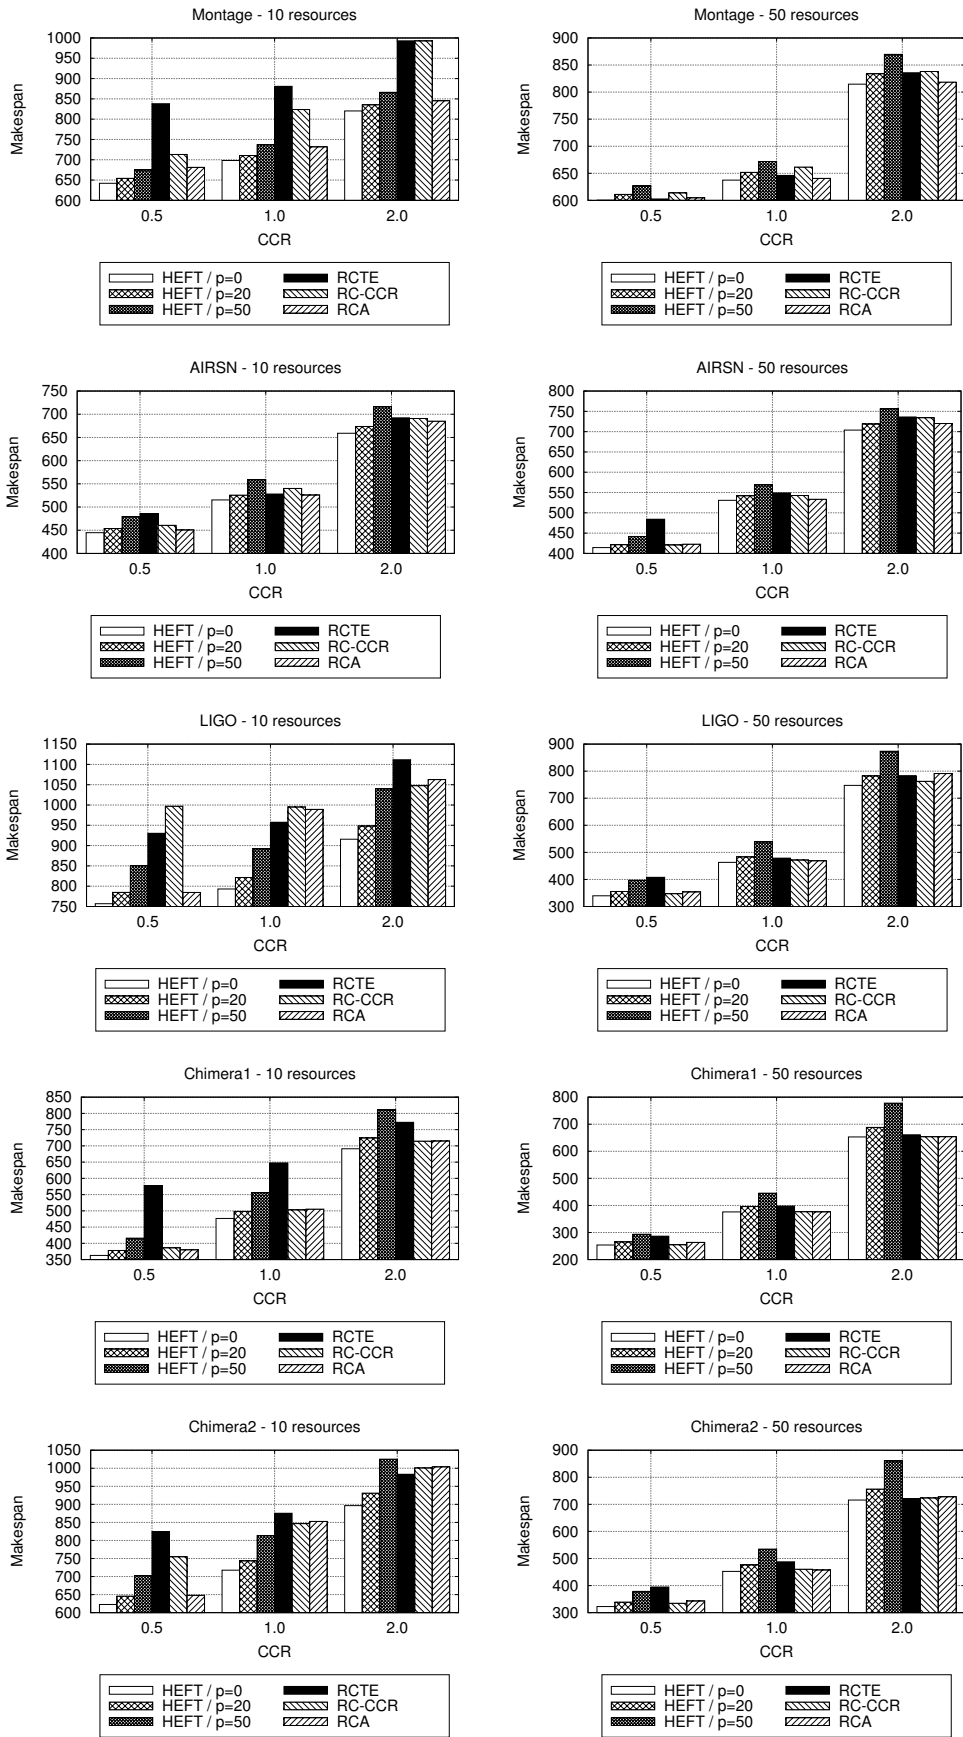 Montage - 10 resources
1000
950
900
850
800
750
700
650
600
Makespan
0.5 1.0 2.0
CCR
HEFT / p=0 RCTE
HEFT / p=20 RC-CCR
HEFT / p=50 RCA
Montage - 50 resources
900
850
800
750
700
650
600
Makespan
0.5 1.0 2.0
CCR
HEFT / p=0 RCTE
HEFT / p=20 RC-CCR
HEFT / p=50 RCA
AIRSN - 10 resources
750
700
650
600
550
500
450
400
Makespan
0.5 1.0 2.0
CCR
HEFT / p=0 RCTE
HEFT / p=20 RC-CCR
HEFT / p=50 RCA
AIRSN - 50 resources
800
750
700
650
600
550
500
450
400
Makespan
0.5 1.0 2.0
CCR
HEFT / p=0 RCTE
HEFT / p=20 RC-CCR
HEFT / p=50 RCA
LIGO - 10 resources
1150
1100
1050
1000
950
900
850
800
750
Makespan
0.5 1.0 2.0
CCR
HEFT / p=0 RCTE
HEFT / p=20 RC-CCR
HEFT / p=50 RCA
LIGO - 50 resources
900
800
700
600
500
400
300
Makespan
0.5 1.0 2.0
CCR
HEFT / p=0 RCTE
HEFT / p=20 RC-CCR
HEFT / p=50 RCA
Chimera1 - 10 resources
850
800
750
700
650
600
550
500
450
400
350
Makespan
0.5 1.0 2.0
CCR
HEFT / p=0 RCTE
HEFT / p=20 RC-CCR
HEFT / p=50 RCA
Chimera1 - 50 resources
800
700
600
500
400
300
200
Makespan
0.5 1.0 2.0
CCR
HEFT / p=0 RCTE
HEFT / p=20 RC-CCR
HEFT / p=50 RCA
Chimera2 - 10 resources
1050
1000
950
900
850
800
750
700
650
600
Makespan
0.5 1.0 2.0
CCR
HEFT / p=0 RCTE
HEFT / p=20 RC-CCR
HEFT / p=50 RCA
Chimera2 - 50 resources
900
800
700
600
500
400
300
Makespan
0.5 1.0 2.0
CCR
HEFT / p=0 RCTE
HEFT / p=20 RC-CCR
HEFT / p=50 RCA